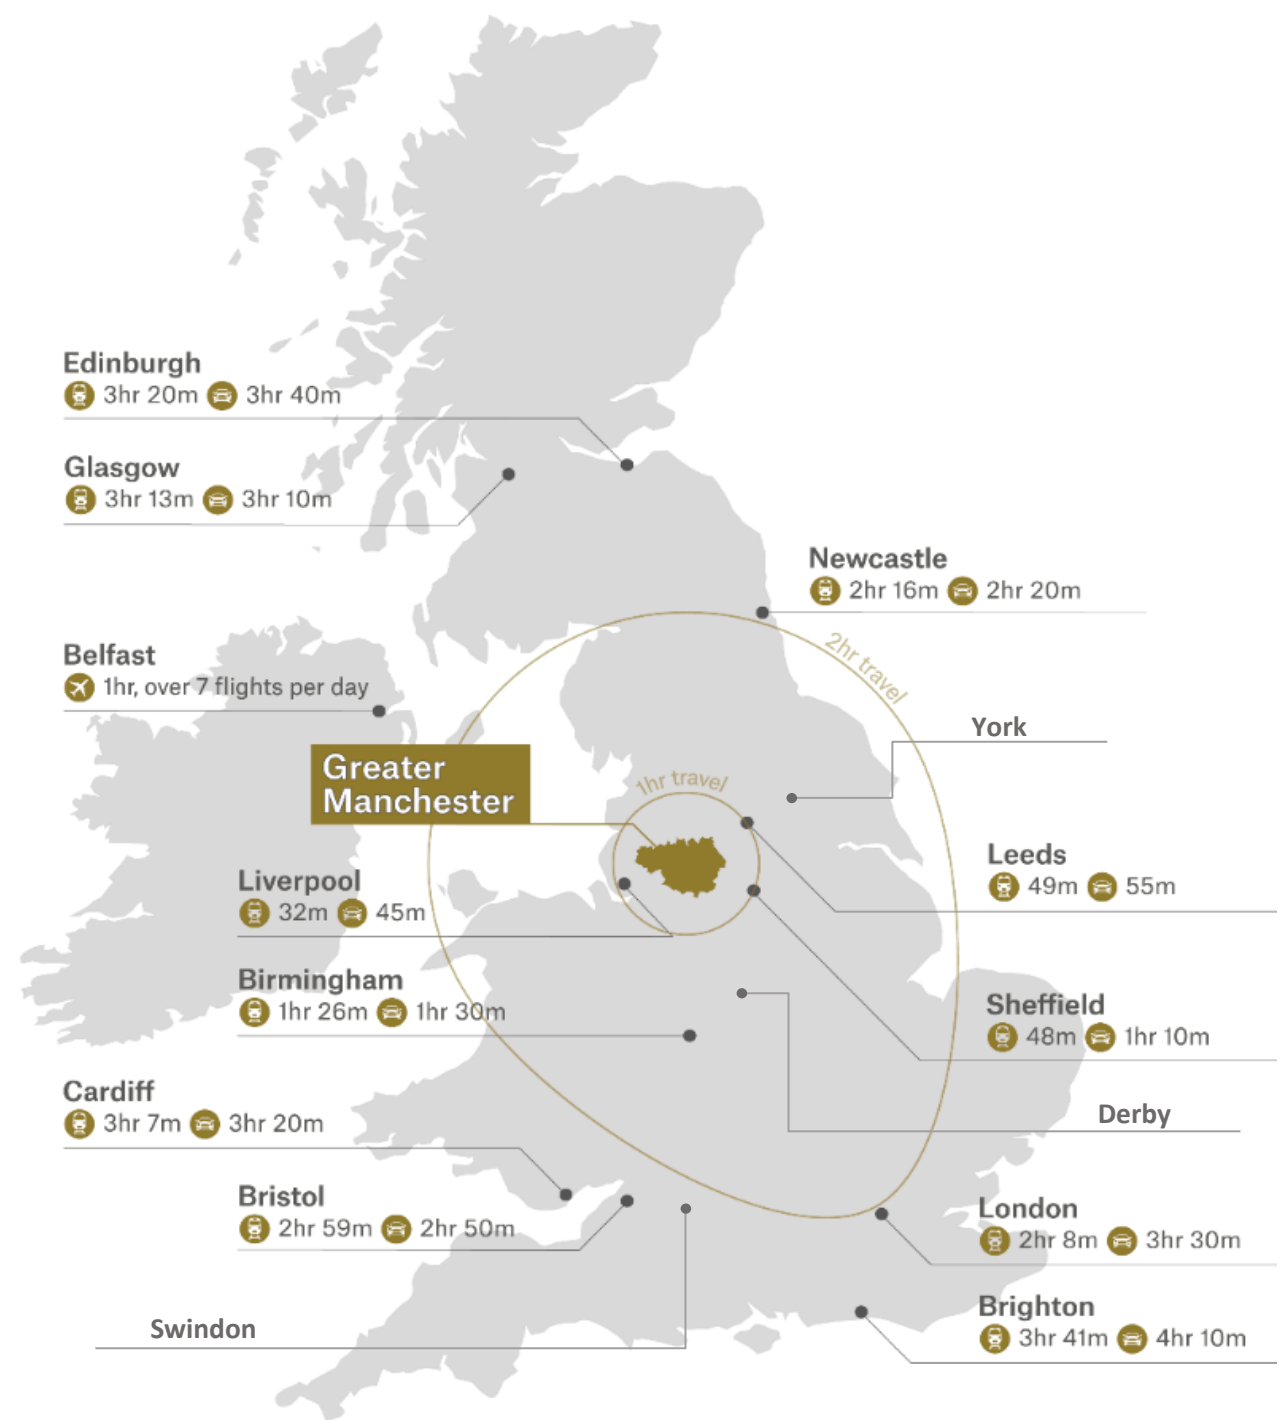 Edinburgh
3hr 20m 3hr 40m
Glasgow
3hr 13m 3hr 10m
Newcastle
2hr 16m 2hr 20m
2hr travel
Belfast
1hr, over 7 flights per day
York
Greater
Manchester
1hr travel
Leeds
49m 55m
Liverpool
32m 45m
Birmingham
1hr 26m 1hr 30m
Sheffield
48m 1hr 10m
Cardiff
3hr 7m 3hr 20m
Derby
Bristol
2hr 59m 2hr 50m
London
2hr 8m 3hr 30m
Swindon
Brighton
3hr 41m 4hr 10m